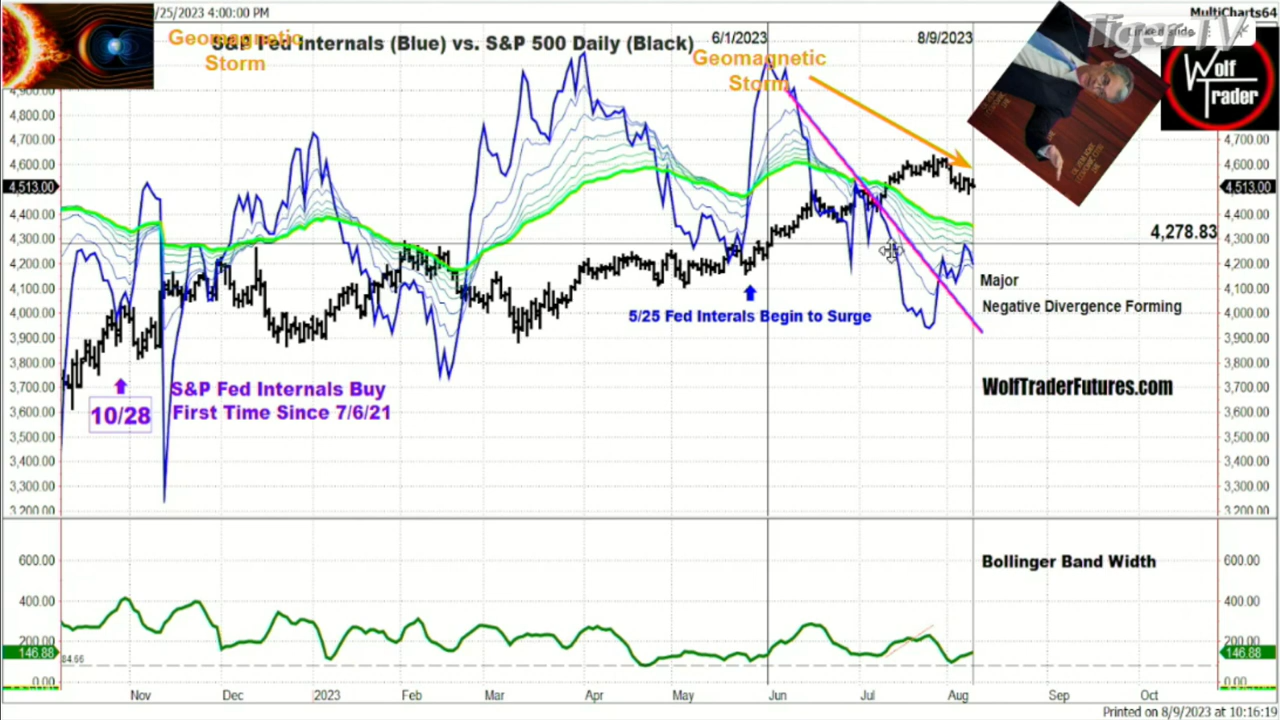 /25/2023 4:00:00 PM
MultiCharts64
Geomagnetic
Storm
S&P Fed Internals (Blue) vs. S&P 500 Daily (Black)
6/1/2023
8/9/2023
Tiger TV
Geomagnetic
Storm
Wolf
Trader
4,900.00
4,800.00
4,700.00
4,600.00
4,513.00
4,400.00
4,300.00
4,200.00
4,100.00
4,000.00
3,900.00
3,800.00
3,700.00
3,600.00
3,500.00
3,400.00
3,300.00
3,200.00
4,700.00
4,600.00
4,513.00
4,400.00
4,300.00
4,200.00
4,100.00
4,000.00
3,900.00
3,800.00
3,700.00
3,600.00
3,500.00
3,400.00
3,300.00
3,200.00
4,278.83
Major
Negative Divergence Forming
5/25 Fed Interals Begin to Surge
10/28
S&P Fed Internals Buy
First Time Since 7/6/21
WolfTraderFutures.com
Bollinger Band Width
600.00
400.00
200.00
146.88
0.00
84.66
600.00
400.00
200.00
146.88
0.00
Nov Dec 2023 Feb Mar Apr May Jun Jul Aug Sep Oct
Printed on 8/9/2023 at 10:16:19